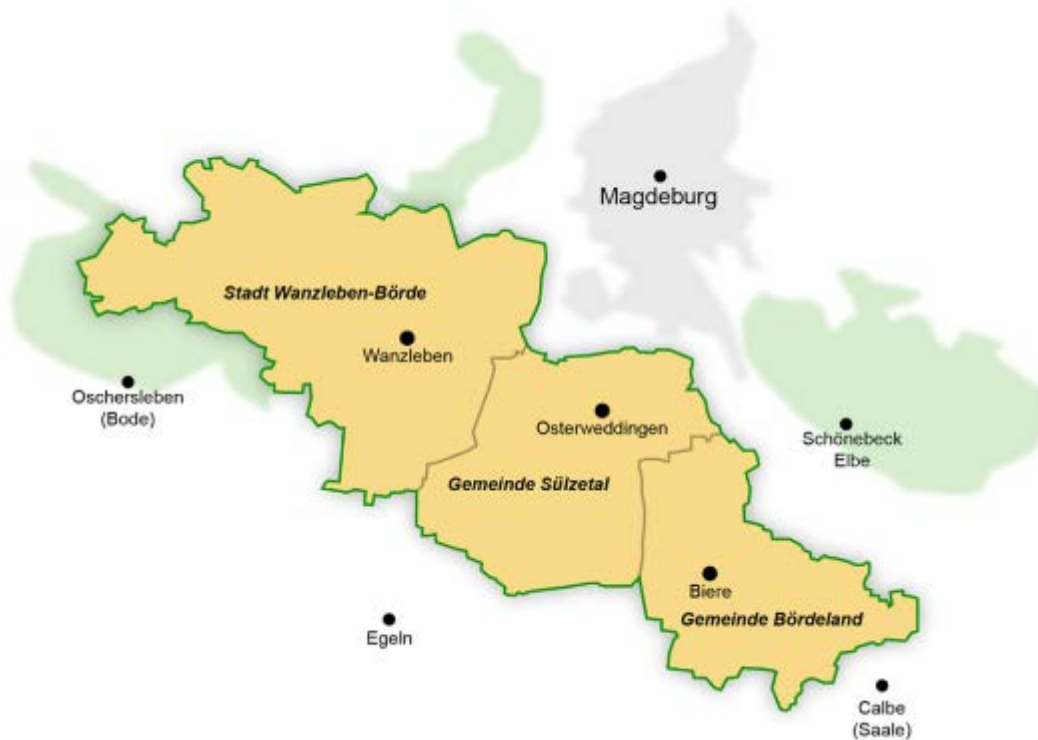 Magdeburg
Stadt Wanzleben-Börde
Wanzleben
Oschersleben
(Bode)
Osterweddingen
Schönebeck
Elbe
Gemeinde Sülzetal
Biere
Gemeinde Bördeland
Egeln
Calbe
(Saale)